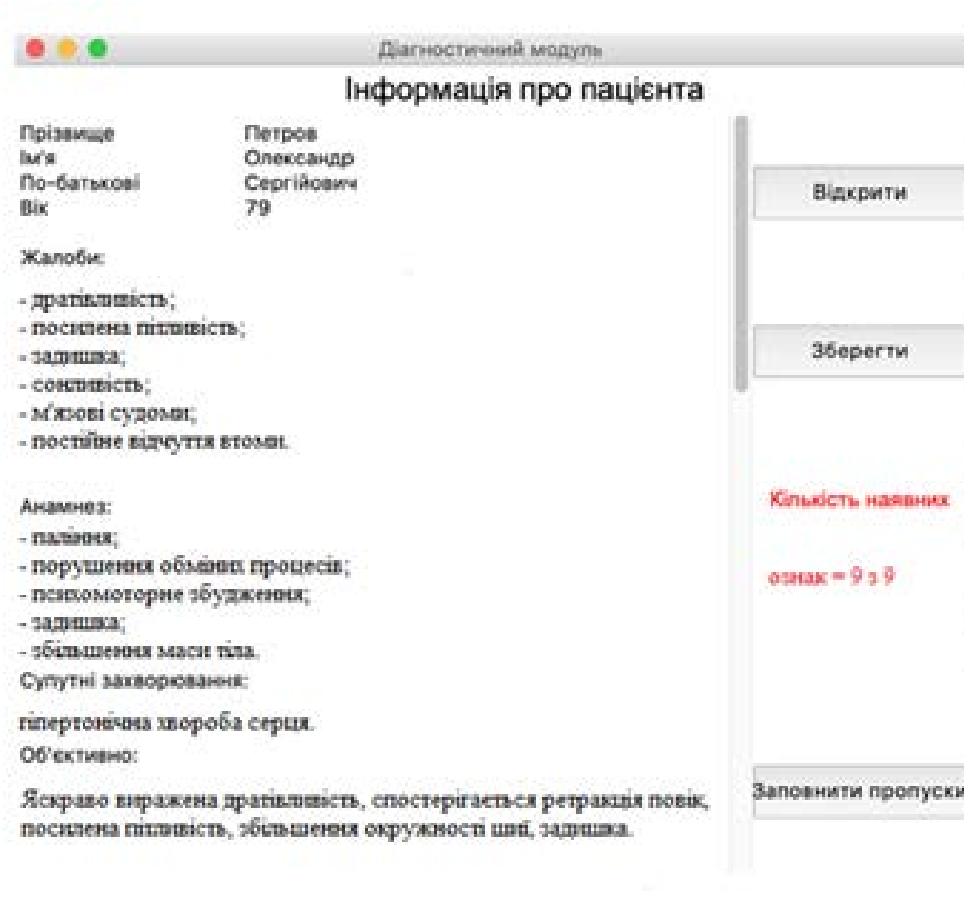 Діагностичний модуль
Інформація про пацієнта
Прізвище Петров
Ім'я Олександр
По-батькові Сергійович
Вік 79
Жалоби:
- дратівливість;
- посилена пітливість;
- задишка;
- сонливість;
- м'язові судоми;
- постійне відчуття втоми.
Анамнез:
- паління;
- порушення обмінних процесів;
- психомоторне збудження;
- задишка;
- збільшення маси тіла.
Супутні захворювання:
гіпертонічна хвороба серця.
Об'єктивно:
Яскраво виражена дратівливість, спостерігається ретракція повік,
посилена пітливість, збільшення окружності шиї, задишка.
Відкрити
Зберегти
Кількість наявних
ознак = 9 з 9
Заповнити пропуски